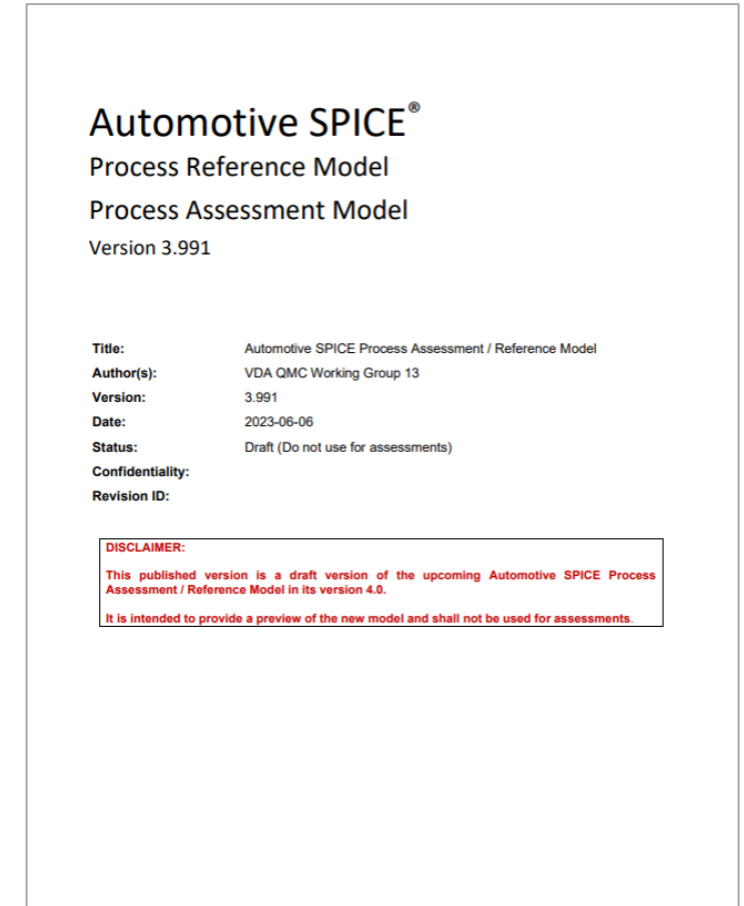 Automotive SPICE®
Process Reference Model
Process Assessment Model
Version 3.991
Title: Automotive SPICE Process Assessment / Reference Model
Author(s): VDA QMC Working Group 13
Version: 3.991
Date: 2023-06-06
Status: Draft (Do not use for assessments)
Confidentiality:
Revision ID:
DISCLAIMER:
This published version is a draft version of the upcoming Automotive SPICE Process
Assessment / Reference Model in its version 4.0.
It is intended to provide a preview of the new model and shall not be used for assessments.